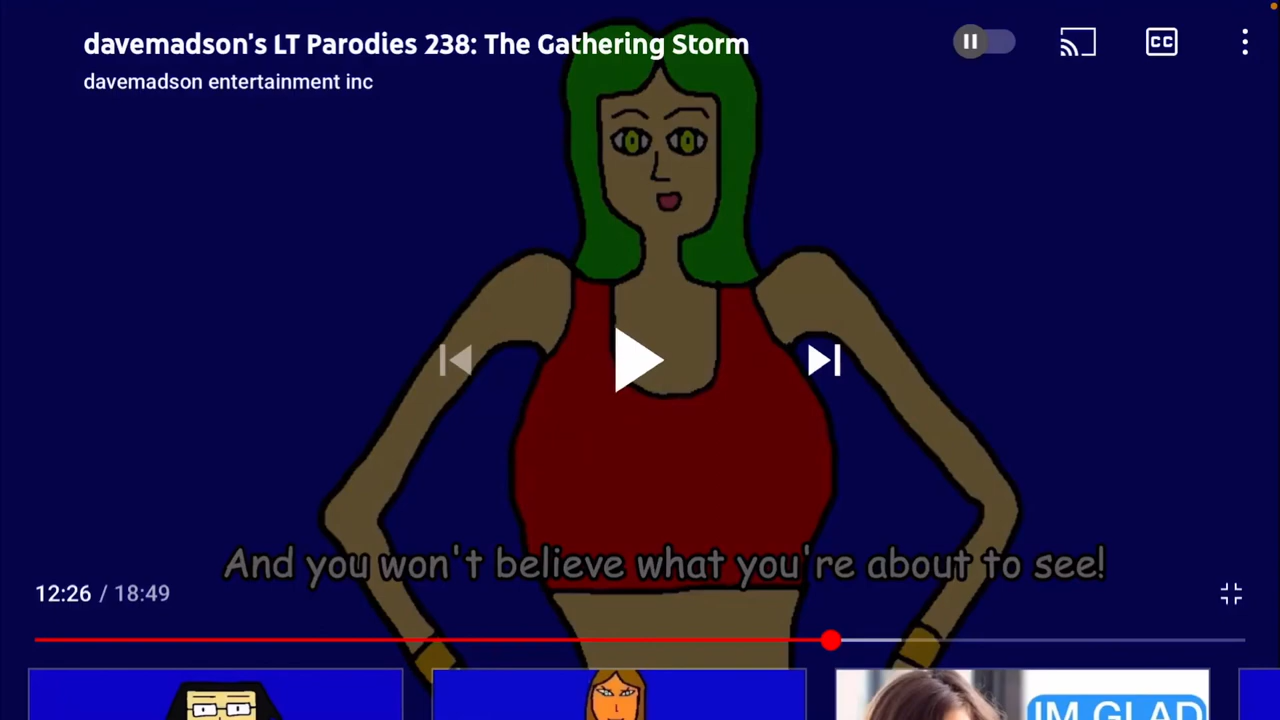 davemadson's LT Parodies 238: The Gathering Storm
davemadson entertainment inc
CC
And you won't believe what you're about to see!
12:26 / 18:49
IM GLAD